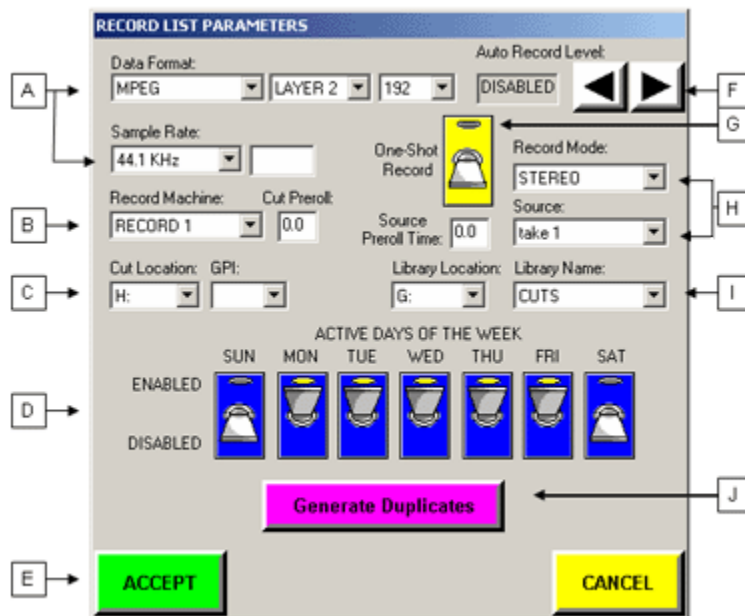 RECORD LIST PARAMETERS
Data Format:
Auto Record Level:
A
MPEG
LAYER 2
192
DISABLED
F
G
Sample Rate:
44.1 KHz
One-Shot
Record
Record Mode:
STEREO
H
Record Machine:
Cut Preroll:
B
RECORD 1
0.0
Source
Preroll Time:
0.0
Source:
take 1
Cut Location:
GPI:
Library Location:
Library Name:
C
H:
G:
CUTS
I
ACTIVE DAYS OF THE WEEK
SUN MON TUE WED THU FRI SAT
ENABLED
D
DISABLED
Generate Duplicates
J
E
ACCEPT
CANCEL